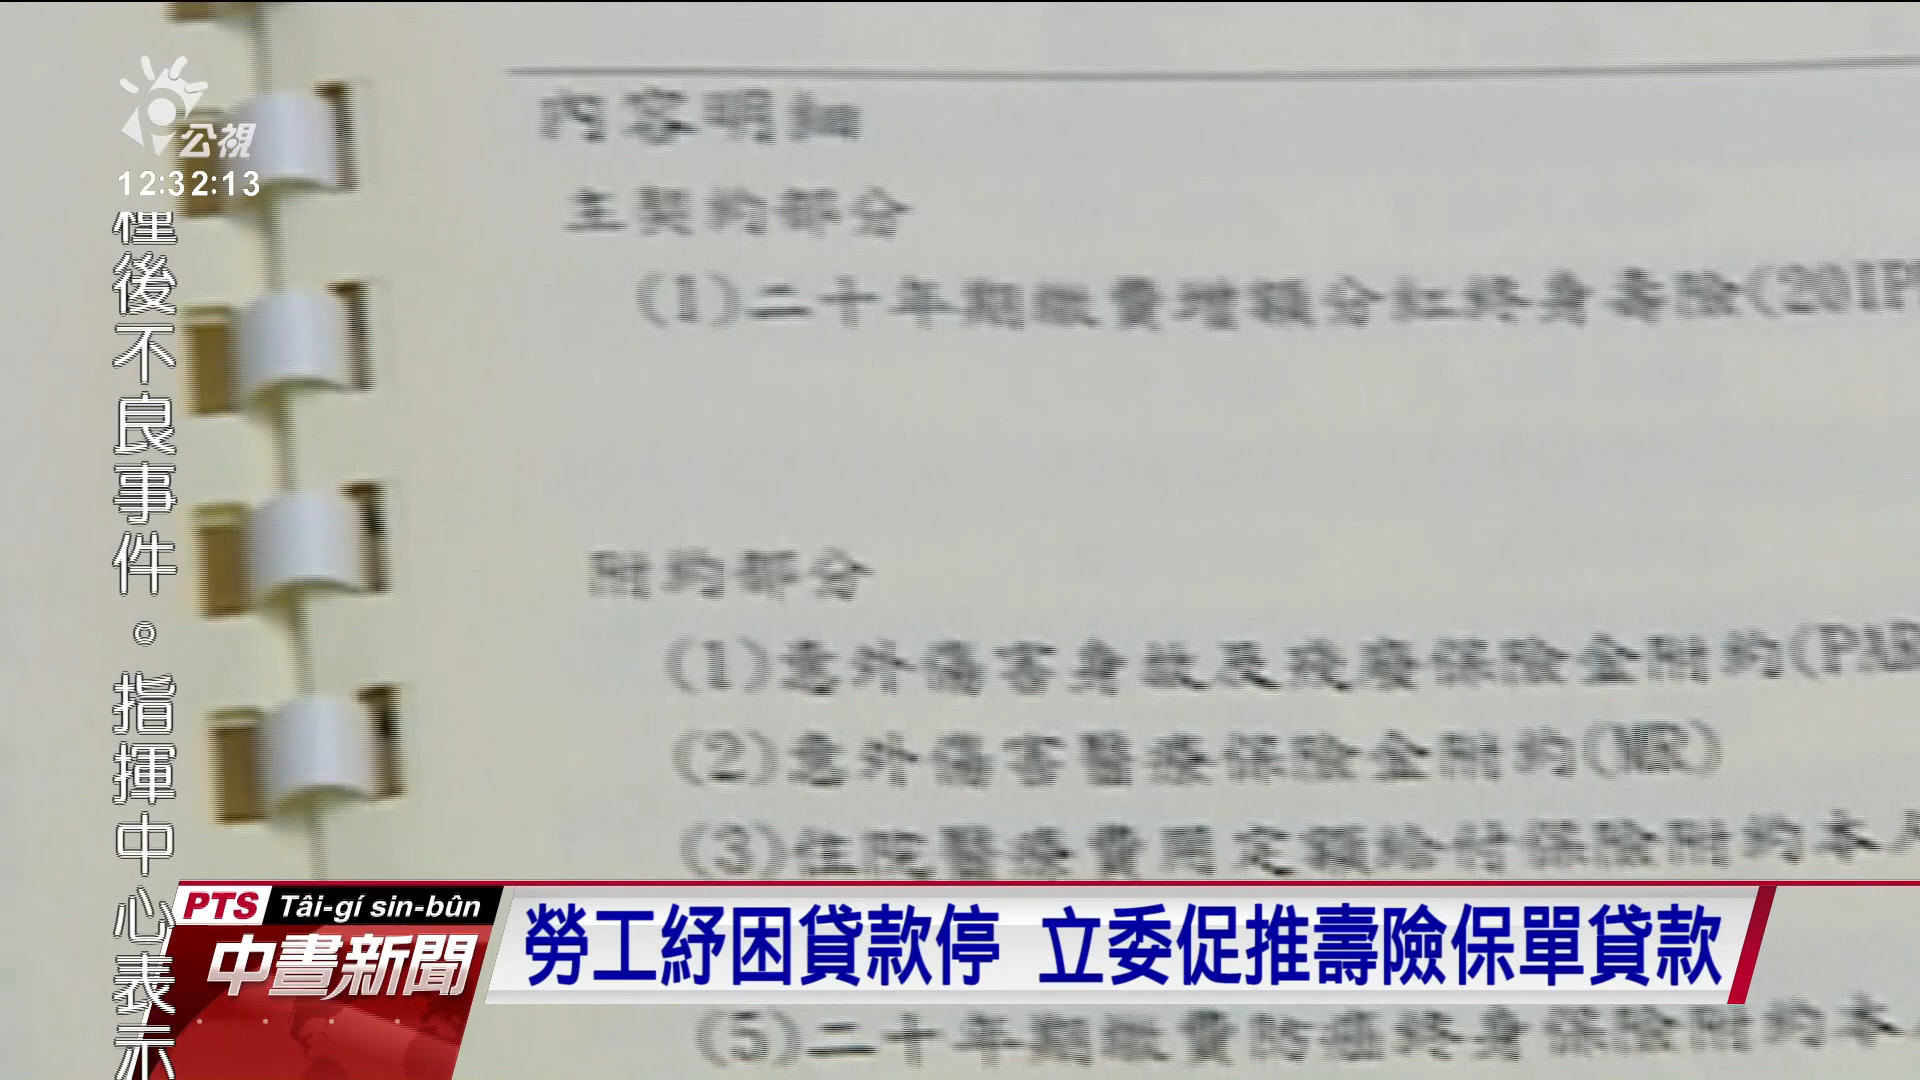 公視
12:32:13
種後不良事件。指揮中心表示
內容明細
主契約部分
(1)二十年期繳費增額分紅終身壽險(20IP
附約部分
(1)意外傷害身故及殘廢保險金附約(PAR
(2)意外傷害醫療保險金附約(MR)
(3)住院醫療費用定額給付保險附約本人
PTS Tâi-gí sin-bûn
中晝新聞
勞工紓困貸款停 立委促推壽險保單貸款
(5)二十年期繳費防癌終身保險附約本人